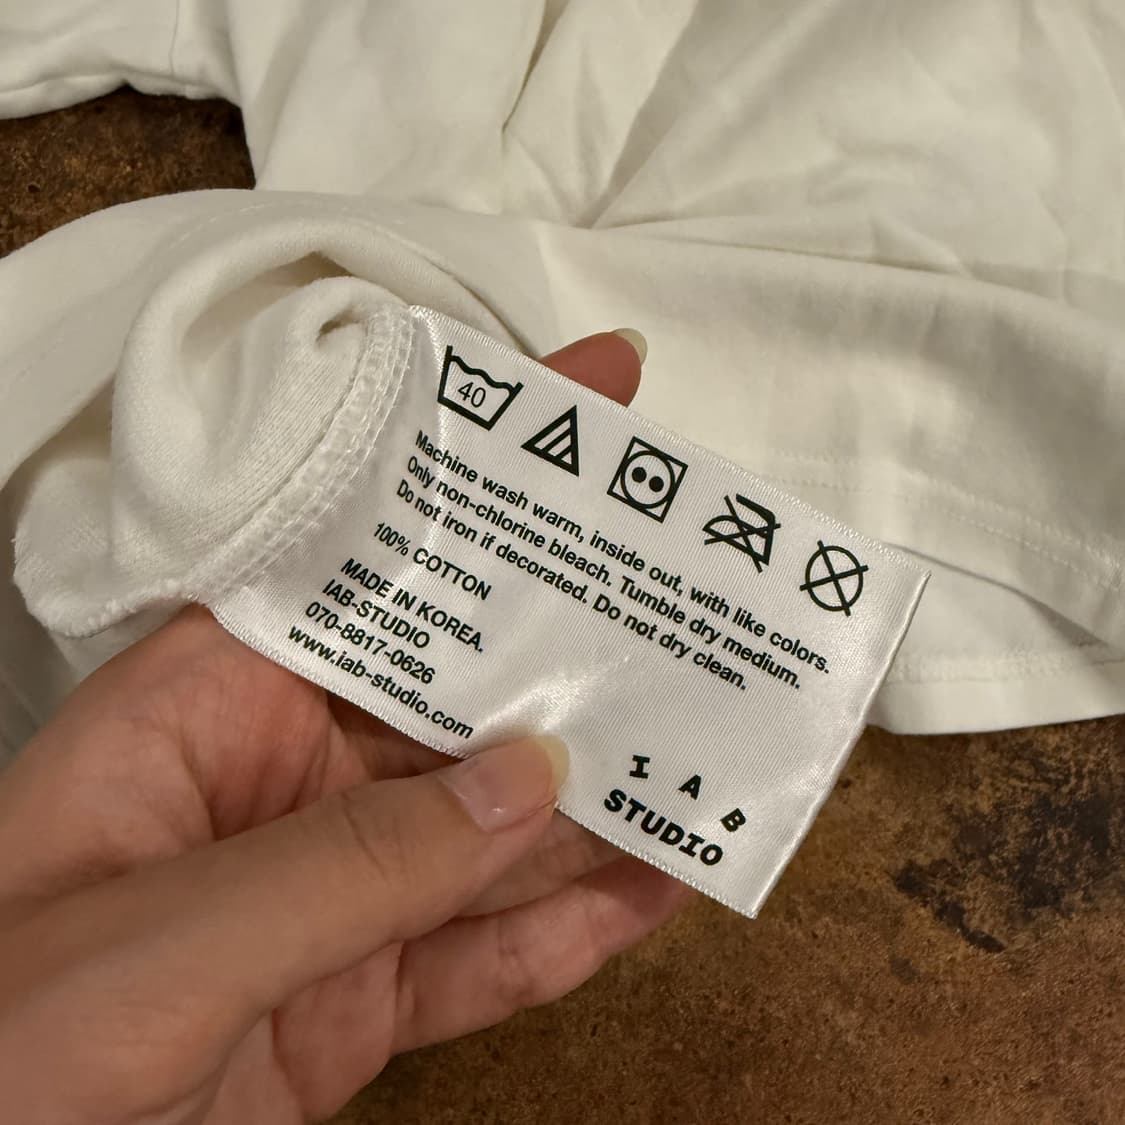 40
Machine wash warm, inside out, with like colors.
Only non-chlorine bleach. Tumble dry medium.
Do not iron if decorated. Do not dry clean.
100% COTTON
MADE IN KOREA.
IAB-STUDIO
070-8817-0626
www.iab-studio.com
I A B
STUDIO